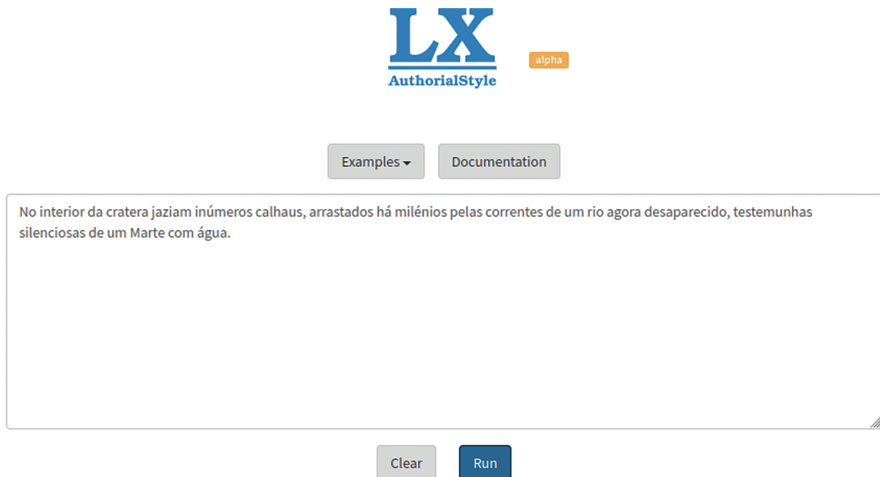 LX
AuthorialStyle
alpha
Examples
Documentation
No interior da cratera jaziam inúmeros calhaus, arrastados há milénios pelas correntes de um rio agora desaparecido, testemunhas
silenciosas de um Marte com água.
Clear
Run